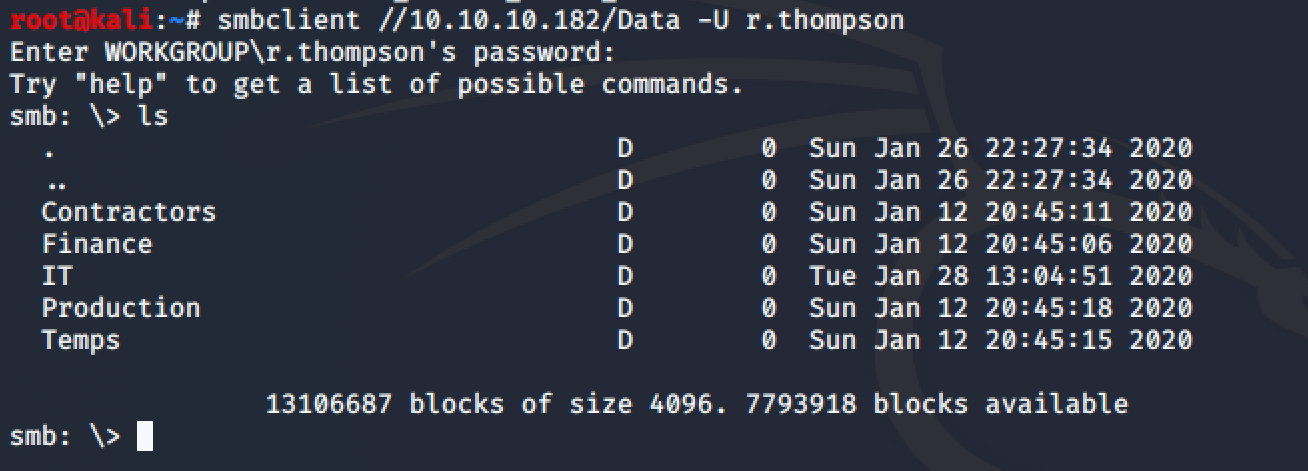 root@kali:~# smbclient //10.10.10.182/Data -U r.thompson
Enter WORKGROUP\r.thompson's password:
Try "help" to get a list of possible commands.
smb: \> ls
  .                                   D        0  Sun Jan 26 22:27:34 2020
  ..                                  D        0  Sun Jan 26 22:27:34 2020
  Contractors                         D        0  Sun Jan 12 20:45:11 2020
  Finance                             D        0  Sun Jan 12 20:45:06 2020
  IT                                  D        0  Tue Jan 28 13:04:51 2020
  Production                          D        0  Sun Jan 12 20:45:18 2020
  Temps                               D        0  Sun Jan 12 20:45:15 2020
                13106687 blocks of size 4096. 7793918 blocks available
smb: \>